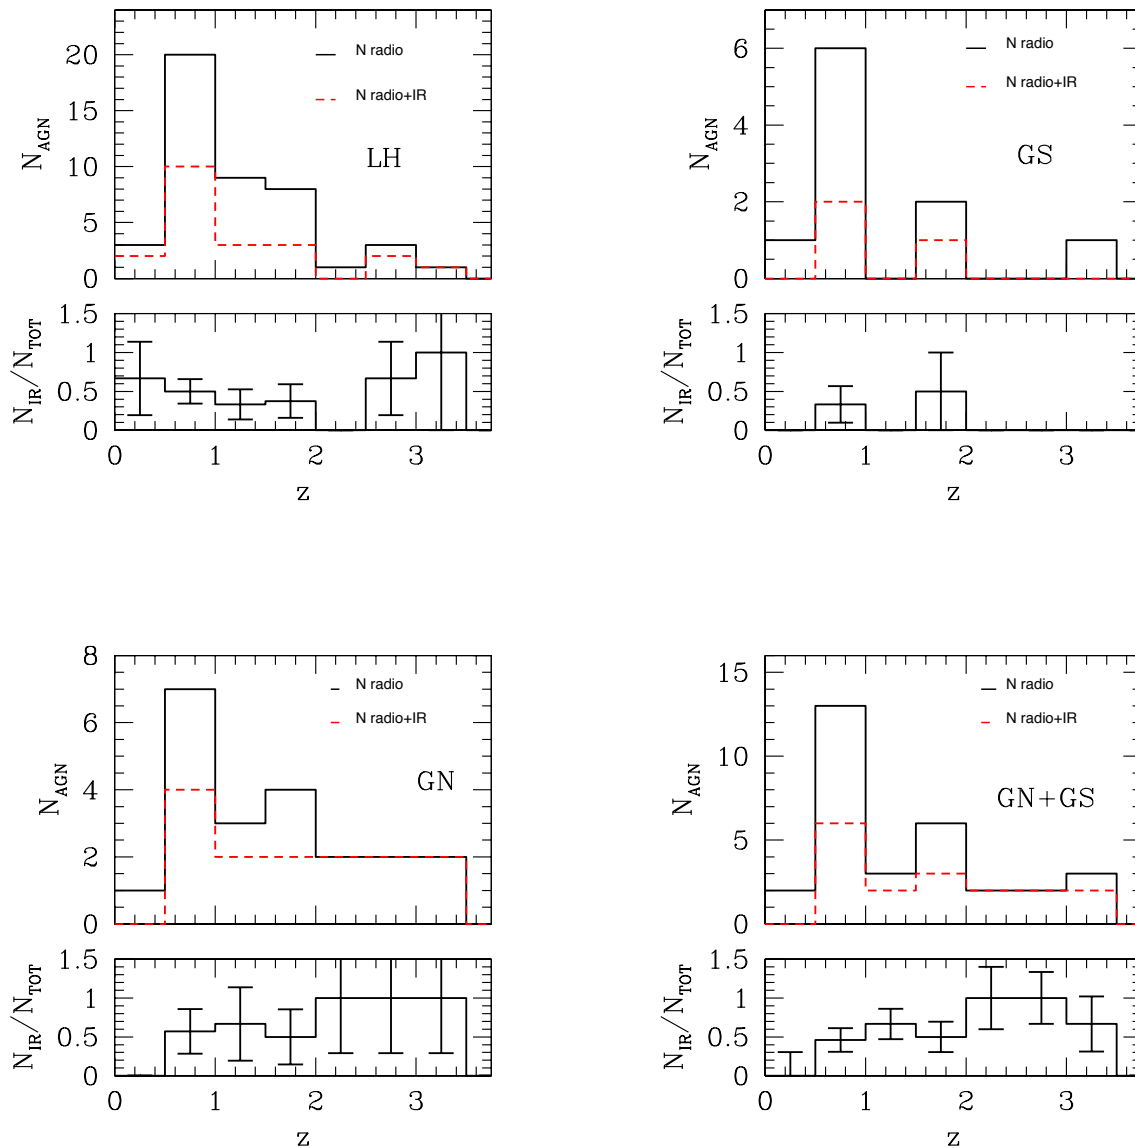 20
15
10
5
0
N_AGN
N radio
N radio+IR
LH
1.5
1
0.5
0
N_IR/N_TOT
0 1 2 3
z
6
4
2
0
N_AGN
N radio
N radio+IR
GS
1.5
1
0.5
0
N_IR/N_TOT
0 1 2 3
z
8
6
4
2
0
N_AGN
N radio
N radio+IR
GN
1.5
1
0.5
0
N_IR/N_TOT
0 1 2 3
z
15
10
5
0
N_AGN
N radio
N radio+IR
GN+GS
1.5
1
0.5
0
N_IR/N_TOT
0 1 2 3
z